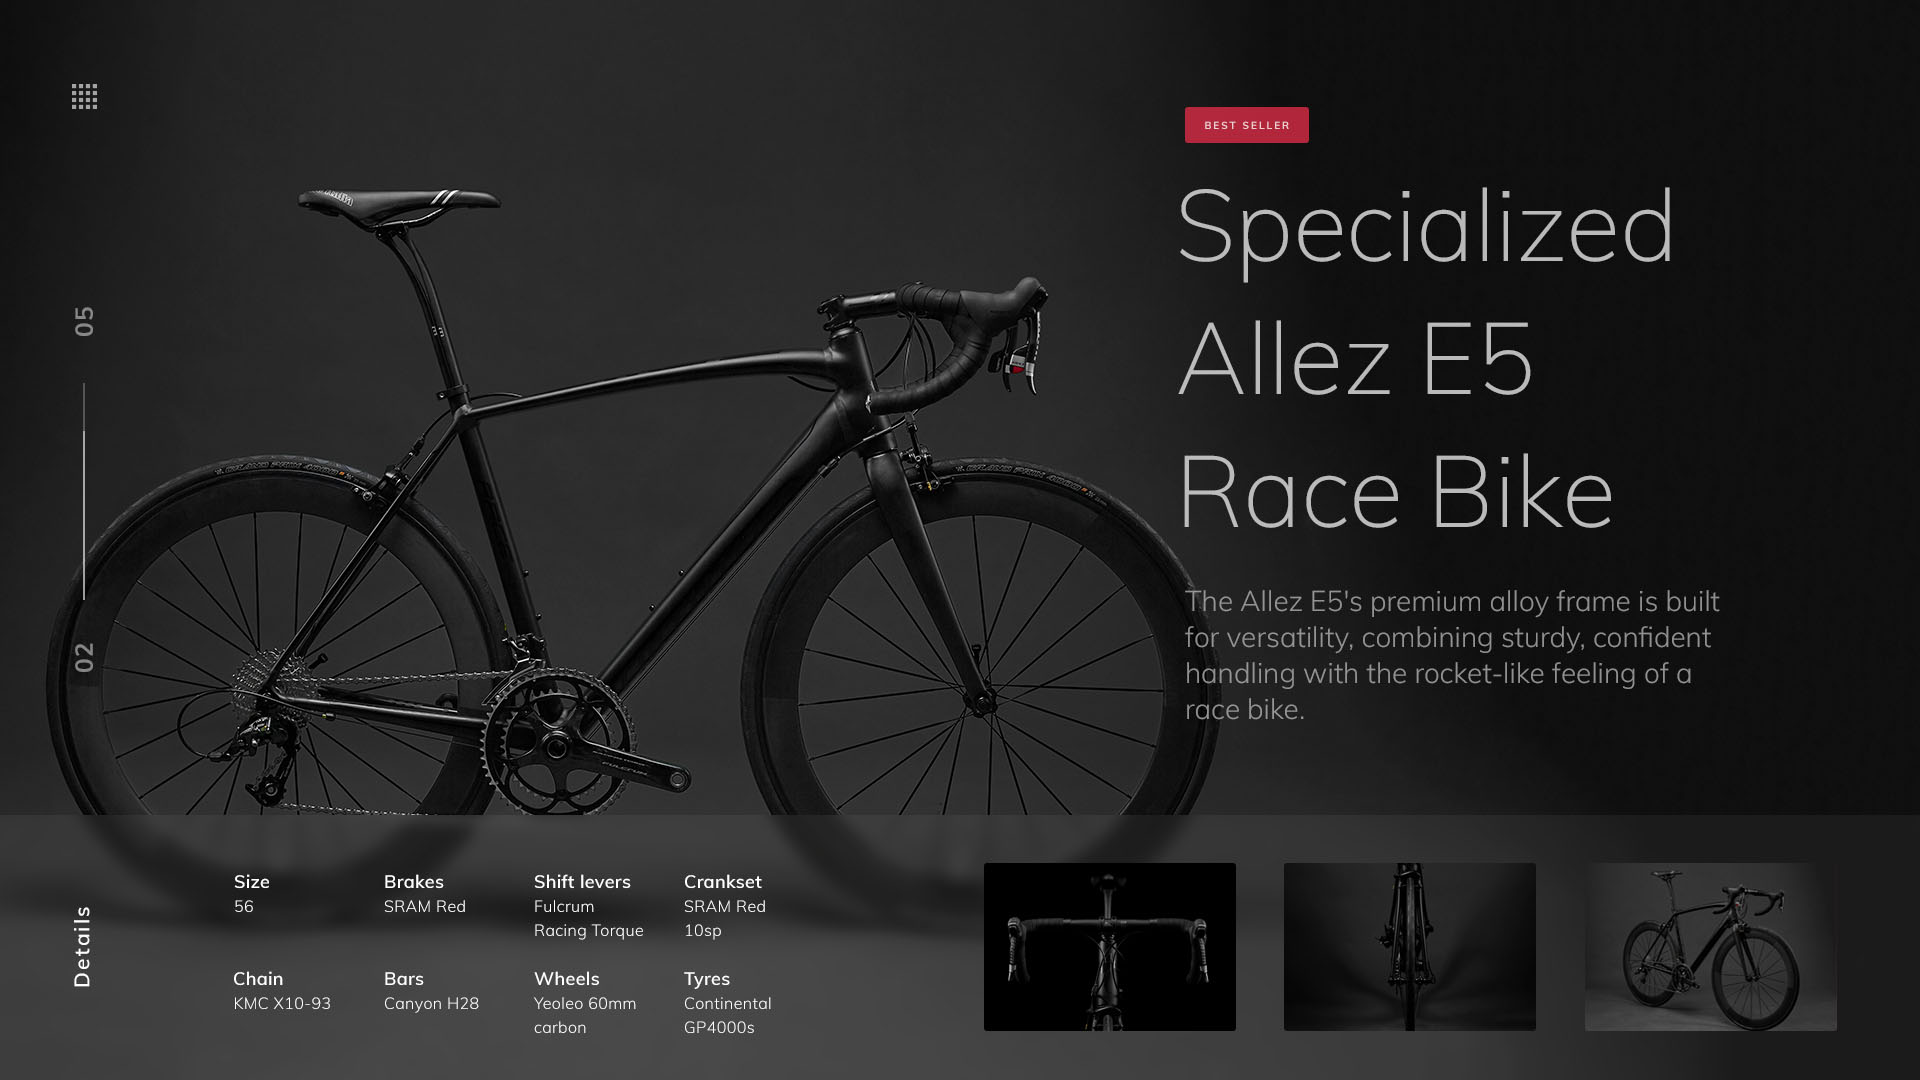 BEST SELLER
Specialized
Allez E5
Race Bike
The Allez E5's premium alloy frame is built
for versatility, combining sturdy, confident
handling with the rocket-like feeling of a
race bike.
05
02
FULCRUM
Details
Size
56
Brakes
SRAM Red
Shift levers
Fulcrum
Racing Torque
Crankset
SRAM Red
10sp
Chain
KMC X10-93
Bars
Canyon H28
Wheels
Yeoleo 60mm
carbon
Tyres
Continental
GP4000s